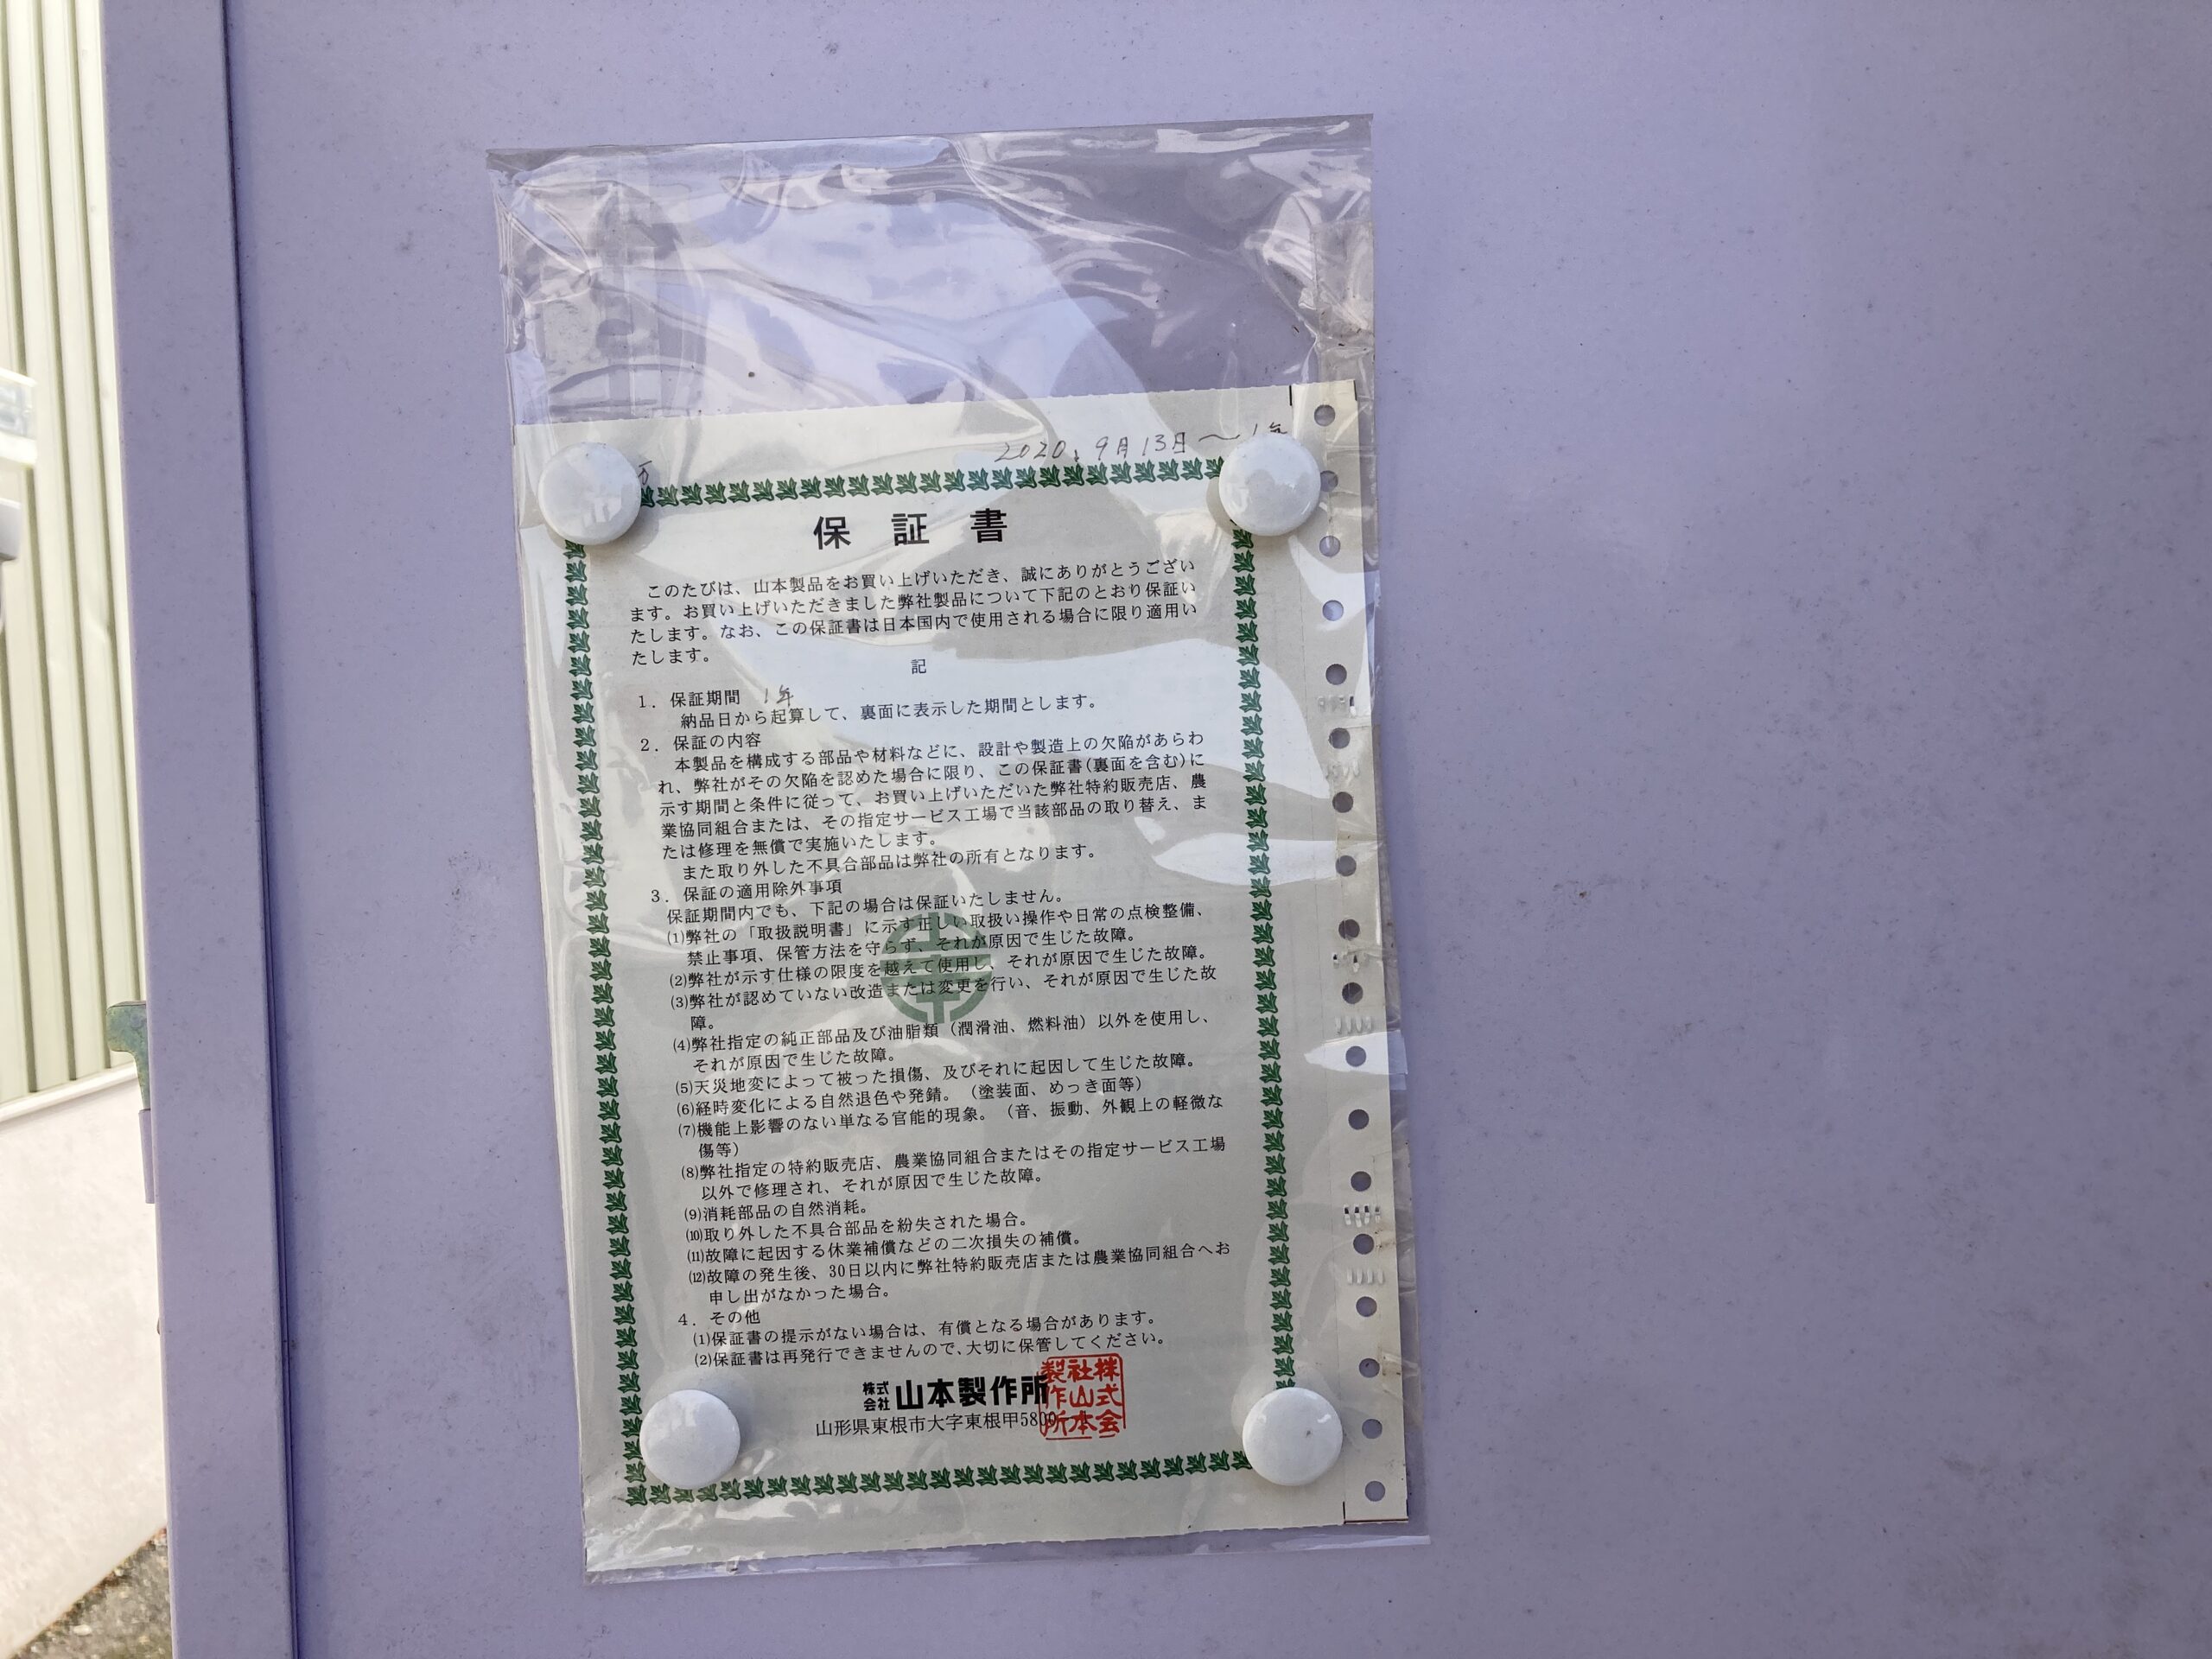 2020.9月13日～1年
保証書
このたびは、山本製品をお買い上げいただき、誠にありがとうござい
ます。お買い上げいただきました弊社製品について下記のとおり保証い
たします。なお、この保証書は日本国内で使用される場合に限り適用い
たします。
記
1．保証期間 1年
納品日から起算して、裏面に表示した期間とします。
2．保証の内容
本製品を構成する部品や材料などに、設計や製造上の欠陥があらわ
れ、弊社がその欠陥を認めた場合に限り、この保証書(裏面を含む)に
示す期間と条件に従って、お買い上げいただいた弊社特約販売店、農
業協同組合または、その指定サービス工場で当該部品の取り替え、ま
たは修理を無償で実施いたします。
また取り外した不具合部品は弊社の所有となります。
3．保証の適用除外事項
保証期間内でも、下記の場合は保証いたしません。
⑴弊社の「取扱説明書」に示す正しい取扱い操作や日常の点検整備、
禁止事項、保管方法を守らず、それが原因で生じた故障。
⑵弊社が示す仕様の限度を越えて使用し、それが原因で生じた故障。
⑶弊社が認めていない改造または変更を行い、それが原因で生じた故
障。
⑷弊社指定の純正部品及び油脂類（潤滑油、燃料油）以外を使用し、
それが原因で生じた故障。
⑸天災地変によって被った損傷、及びそれに起因して生じた故障。
⑹経時変化による自然退色や発錆。（塗装面、めっき面等）
⑺機能上影響のない単なる官能的現象。（音、振動、外観上の軽微な
傷等）
⑻弊社指定の特約販売店、農業協同組合またはその指定サービス工場
以外で修理され、それが原因で生じた故障。
⑼消耗部品の自然消耗。
⑽取り外した不具合部品を紛失された場合。
⑾故障に起因する休業補償などの二次損失の補償。
⑿故障の発生後、30日以内に弊社特約販売店または農業協同組合へお
申し出がなかった場合。
4．その他
⑴保証書の提示がない場合は、有償となる場合があります。
⑵保証書は再発行できませんので､大切に保管してください。
株式会社 山本製作所
山形県東根市大字東根甲5800
株式会社山本製作所